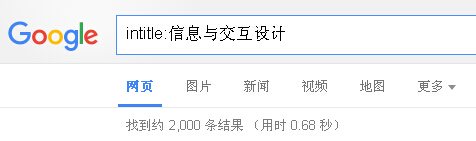 Google
intitle:信息与交互设计
网页 图片 新闻 视频 地图 更多
找到约 2,000 条结果 （用时 0.68 秒）